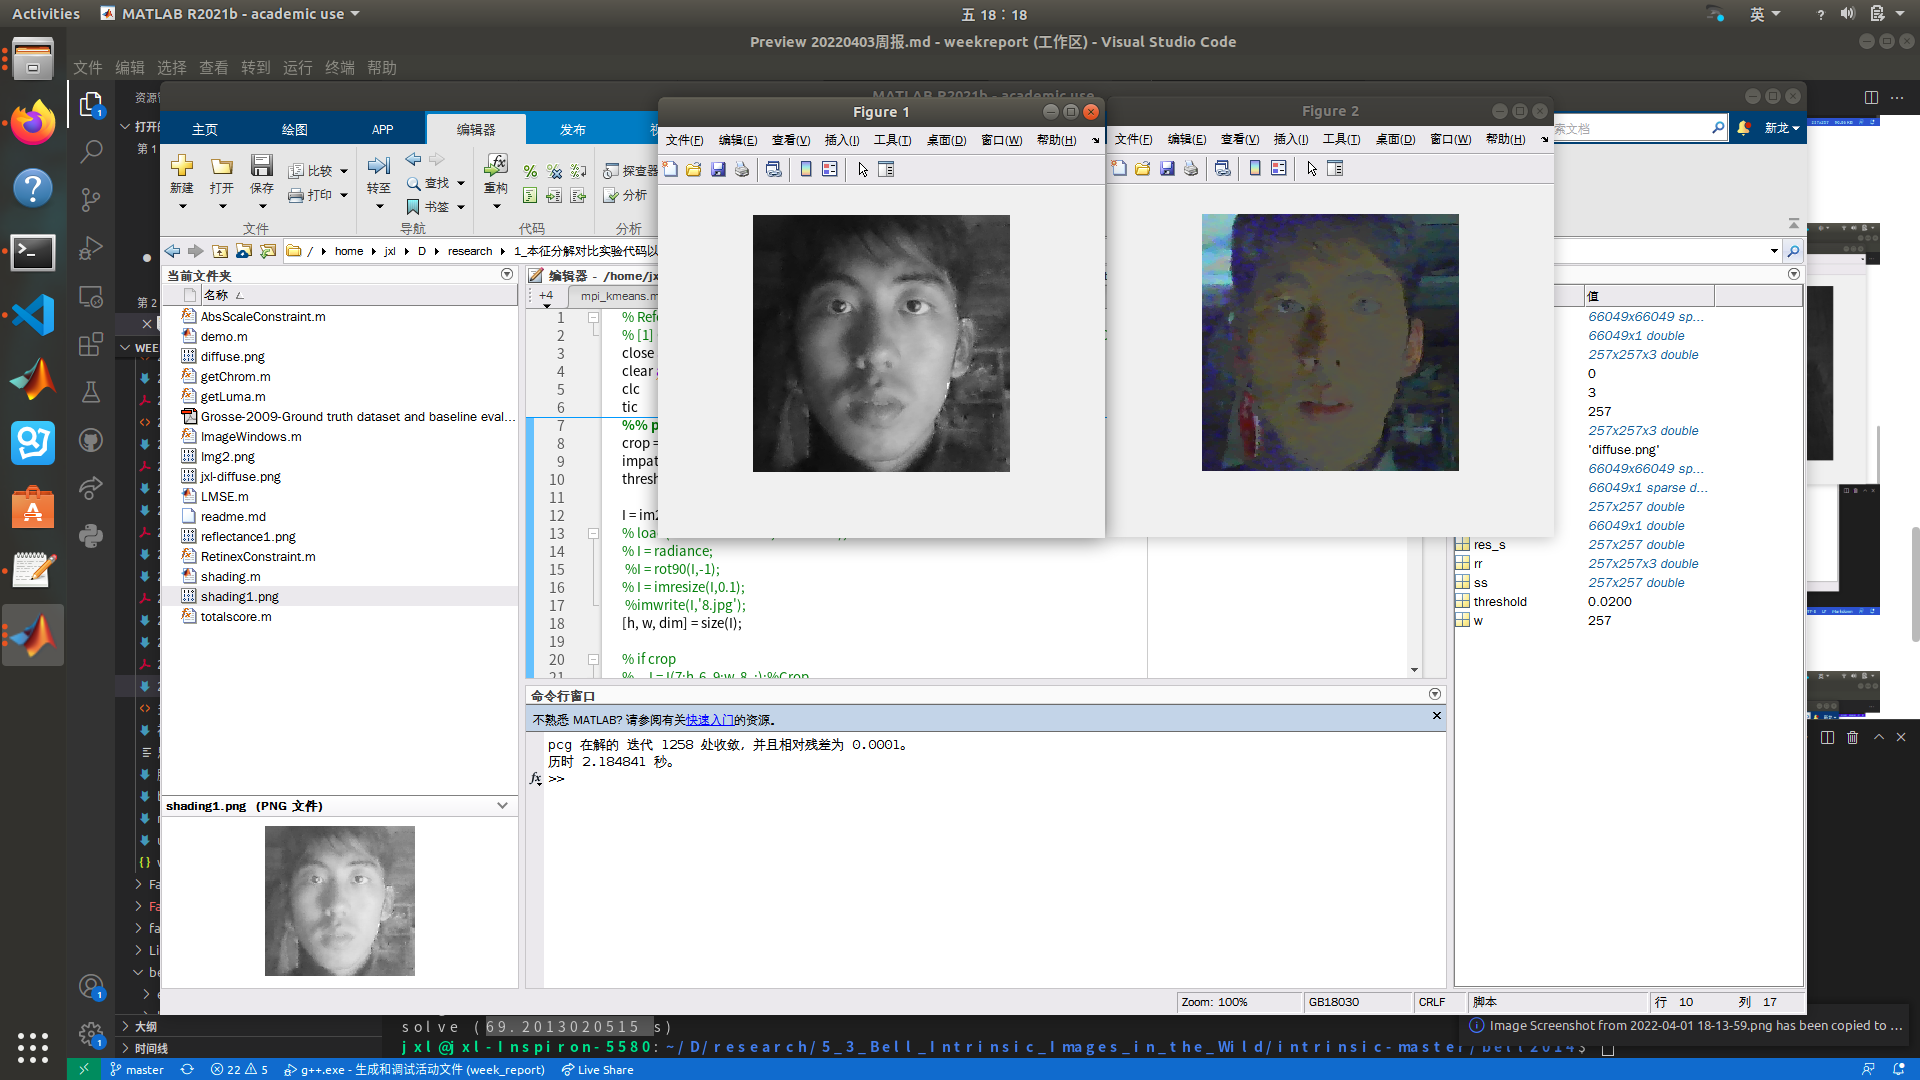 Activities
MATLAB R2021b - academic use
五 18：18
英
Preview 20220403周报.md - weekreport (工作区) - Visual Studio Code
文件 编辑 选择 查看 转到 运行 终端 帮助
MATLAB R2021b - academic use
主页 绘图 APP 编辑器 发布
新龙
新建 打开 保存 比较 打印 转至 查找 书签 重构 探查器 分析
文件 导航 代码 分析
/ home jxl D research 1_本征分解对比实验代码以
Figure 1
文件(F) 编辑(E) 查看(V) 插入(I) 工具(T) 桌面(D) 窗口(W) 帮助(H)
Figure 2
文件(F) 编辑(E) 查看(V) 插入(I) 工具(T) 桌面(D) 窗口(W) 帮助(H)
索文档
当前文件夹
名称
AbsScaleConstraint.m
demo.m
diffuse.png
getChrom.m
getLuma.m
Grosse-2009-Ground truth dataset and baseline eval...
ImageWindows.m
Img2.png
jxl-diffuse.png
LMSE.m
readme.md
reflectance1.png
RetinexConstraint.m
shading.m
shading1.png
totalscore.m
shading1.png (PNG 文件)
编辑器 - /home/jx
+4 mpi_kmeans.m
1 % Refe
2 % [1]
3 close
4 clear a
5 clc
6 tic
7 %% p
8 crop =
9 impat
10 thresh
11
12 I = im2
13 % loa
14 % I = radiance;
15 %I = rot90(I,-1);
16 % I = imresize(I,0.1);
17 %imwrite(I,'8.jpg');
18 [h, w, dim] = size(I);
19
20 % if crop
21
命令行窗口
不熟悉 MATLAB? 请参阅有关快速入门的资源。
pcg 在解的 迭代 1258 处收敛，并且相对残差为 0.0001。
历时 2.184841 秒。
fx >>
值
66049x66049 sp...
66049x1 double
257x257x3 double
0
3
257
257x257x3 double
'diffuse.png'
66049x66049 sp...
66049x1 sparse d...
257x257 double
66049x1 double
res_s 257x257 double
rr 257x257x3 double
ss 257x257 double
threshold 0.0200
w 257
Zoom: 100% GB18030 CRLF 脚本 行 10 列 17
大纲
时间线
solve (69.2013020515 s)
jxl@jxl-Inspiron-5580:~/D/research/5_3_Bell_Intrinsic_Images_in_the_Wild/intrinsic-master/bell2014$
Image Screenshot from 2022-04-01 18-13-59.png has been copied to ...
master 22 5 g++.exe - 生成和调试活动文件 (week_report) Live Share